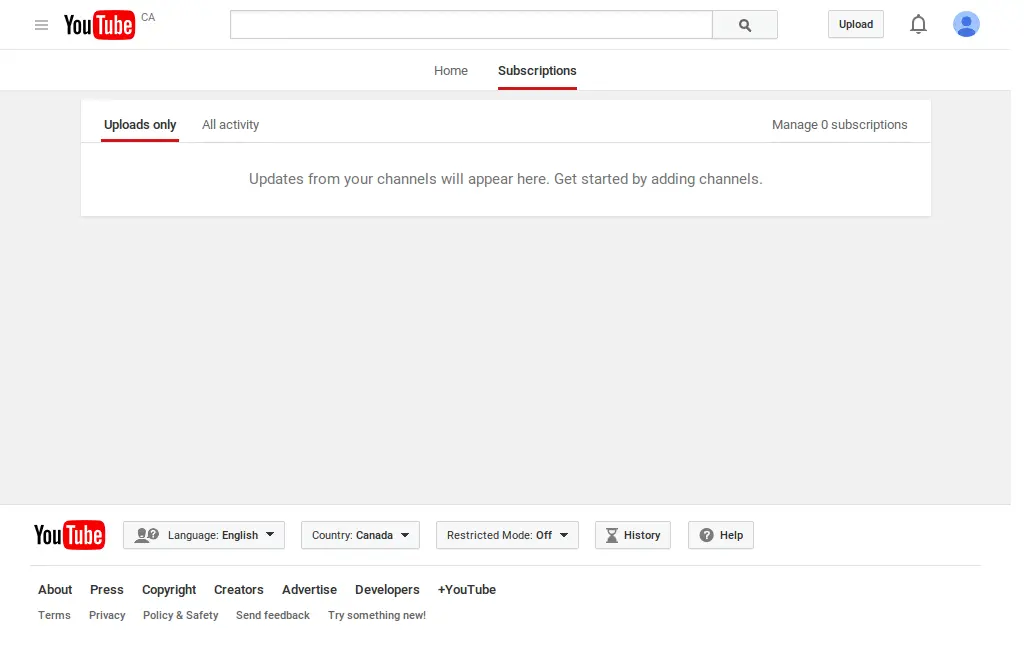 YouTube CA
Upload
Home Subscriptions
Uploads only All activity Manage 0 subscriptions
Updates from your channels will appear here. Get started by adding channels.
YouTube Language: English Country: Canada Restricted Mode: Off History Help
About Press Copyright Creators Advertise Developers +YouTube
Terms Privacy Policy & Safety Send feedback Try something new!